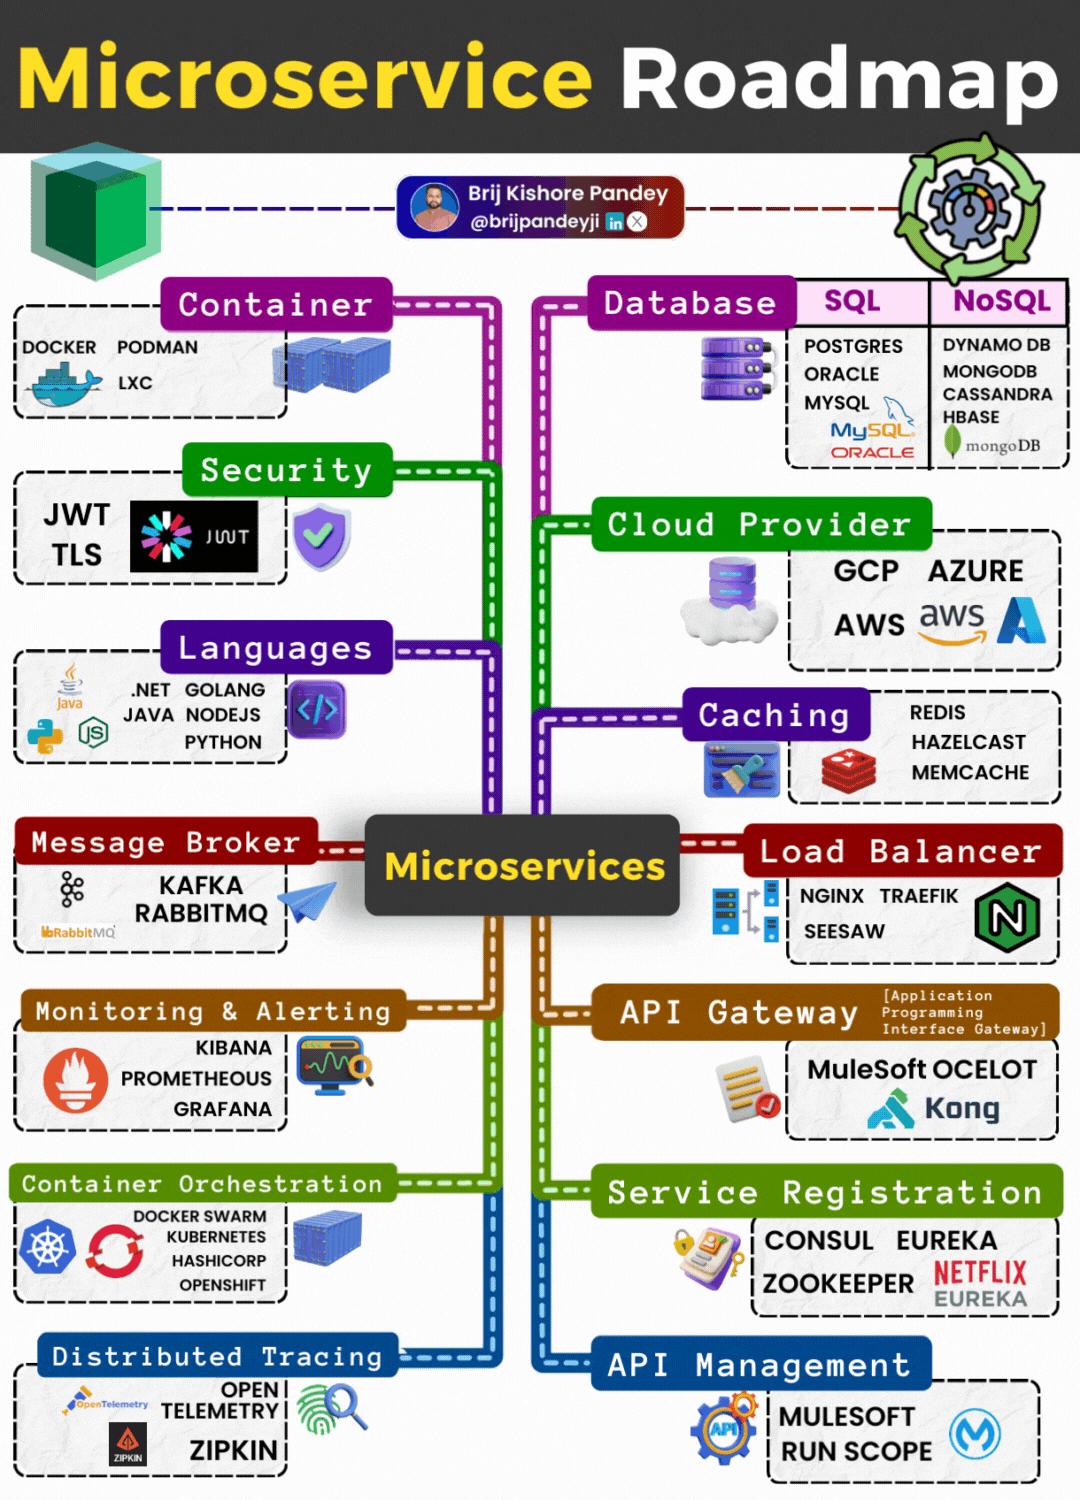 Microservice Roadmap
Brij Kishore Pandey
@brijpandeyji in X
Container
DOCKER PODMAN
LXC
Security
JWT
TLS
JWT
Languages
Java
.NET GOLANG
JAVA NODEJS
JS
PYTHON
Message Broker
KAFKA
RABBITMQ
RabbitMQ
Monitoring & Alerting
KIBANA
PROMETHEOUS
GRAFANA
Container Orchestration
DOCKER SWARM
KUBERNETES
HASHICORP
OPENSHIFT
Distributed Tracing
OPEN
TELEMETRY
OpenTelemetry
ZIPKIN
ZIPKIN
Microservices
Database
SQL
NoSQL
POSTGRES
ORACLE
MYSQL
MySQL
ORACLE
DYNAMO DB
MONGODB
CASSANDRA
HBASE
mongoDB
Cloud Provider
GCP AZURE
AWS aws
Caching
REDIS
HAZELCAST
MEMCACHE
Load Balancer
NGINX TRAEFIK
SEESAW
N
API Gateway
[Application
Programming
Interface Gateway]
MuleSoft OCELOT
Kong
Service Registration
CONSUL EUREKA
ZOOKEEPER
NETFLIX
EUREKA
API Management
API
MULESOFT
RUN SCOPE